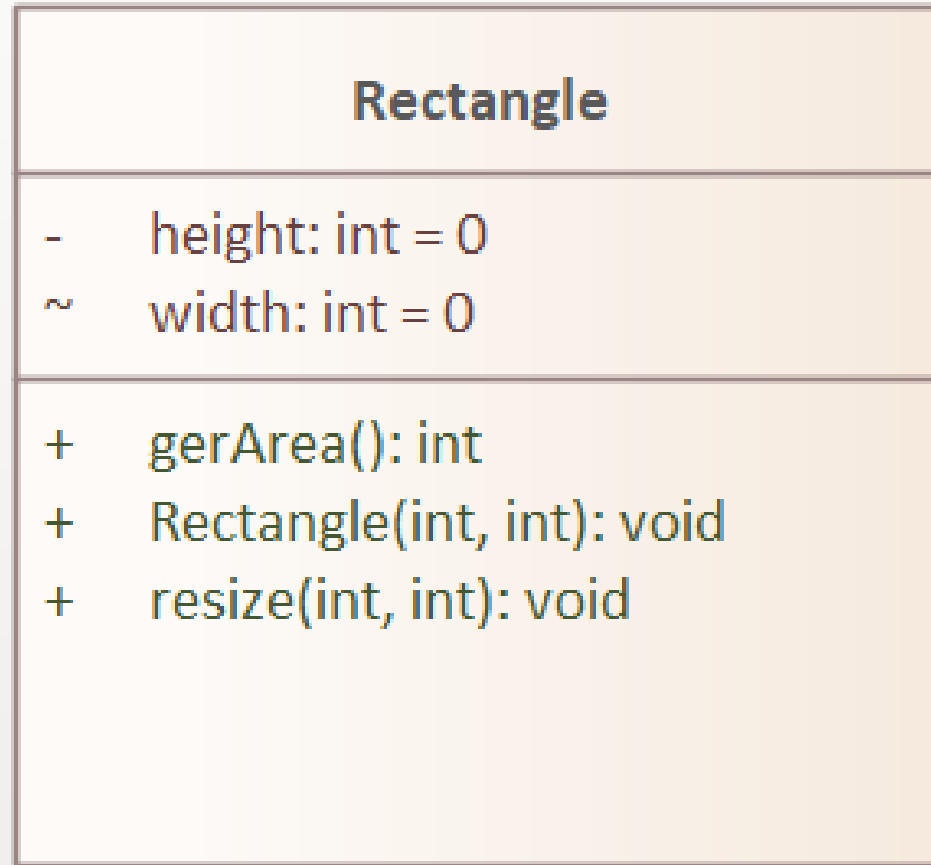 Rectangle
- height: int = 0
~ width: int = 0
+ gerArea(): int
+ Rectangle(int, int): void
+ resize(int, int): void